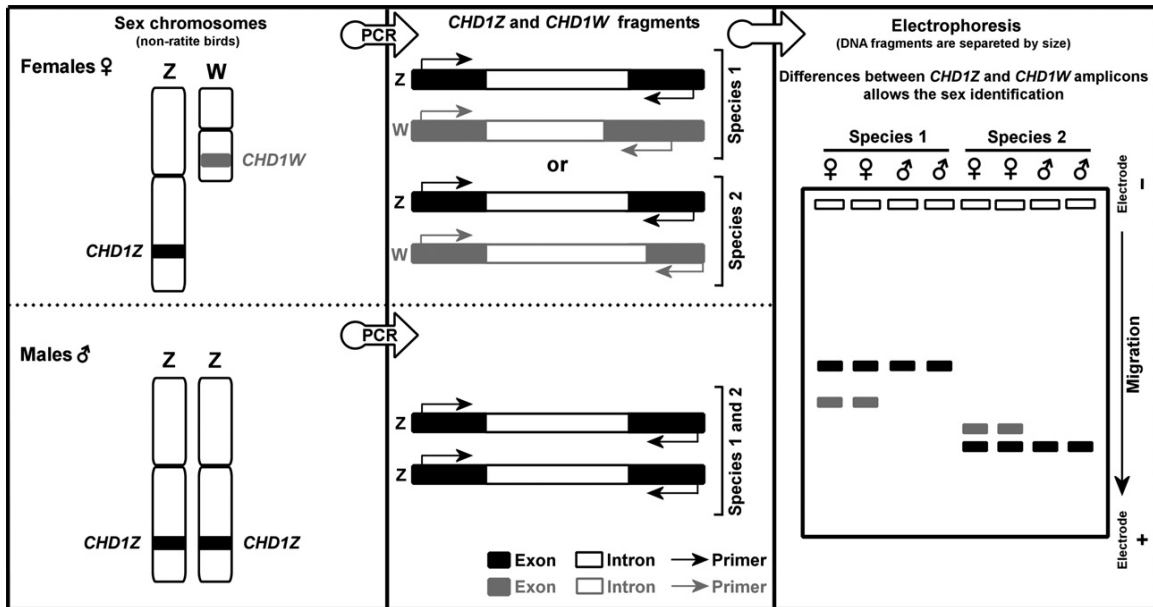 Sex chromosomes
(non-ratite birds)
Females ♀
Z W
CHD1W
CHD1Z
Males ♂
Z Z
CHD1Z CHD1Z
PCR
CHD1Z and CHD1W fragments
Z
W
Species 1
or
Z
W
Species 2
PCR
Z
Z
Species 1 and 2
Exon Intron Primer
Exon Intron Primer
Electrophoresis
(DNA fragments are separeted by size)
Differences between CHD1Z and CHD1W amplicons
allows the sex identification
Species 1 Species 2
♀ ♀ ♂ ♂ ♀ ♀ ♂ ♂
Electrode −
Migration
Electrode +